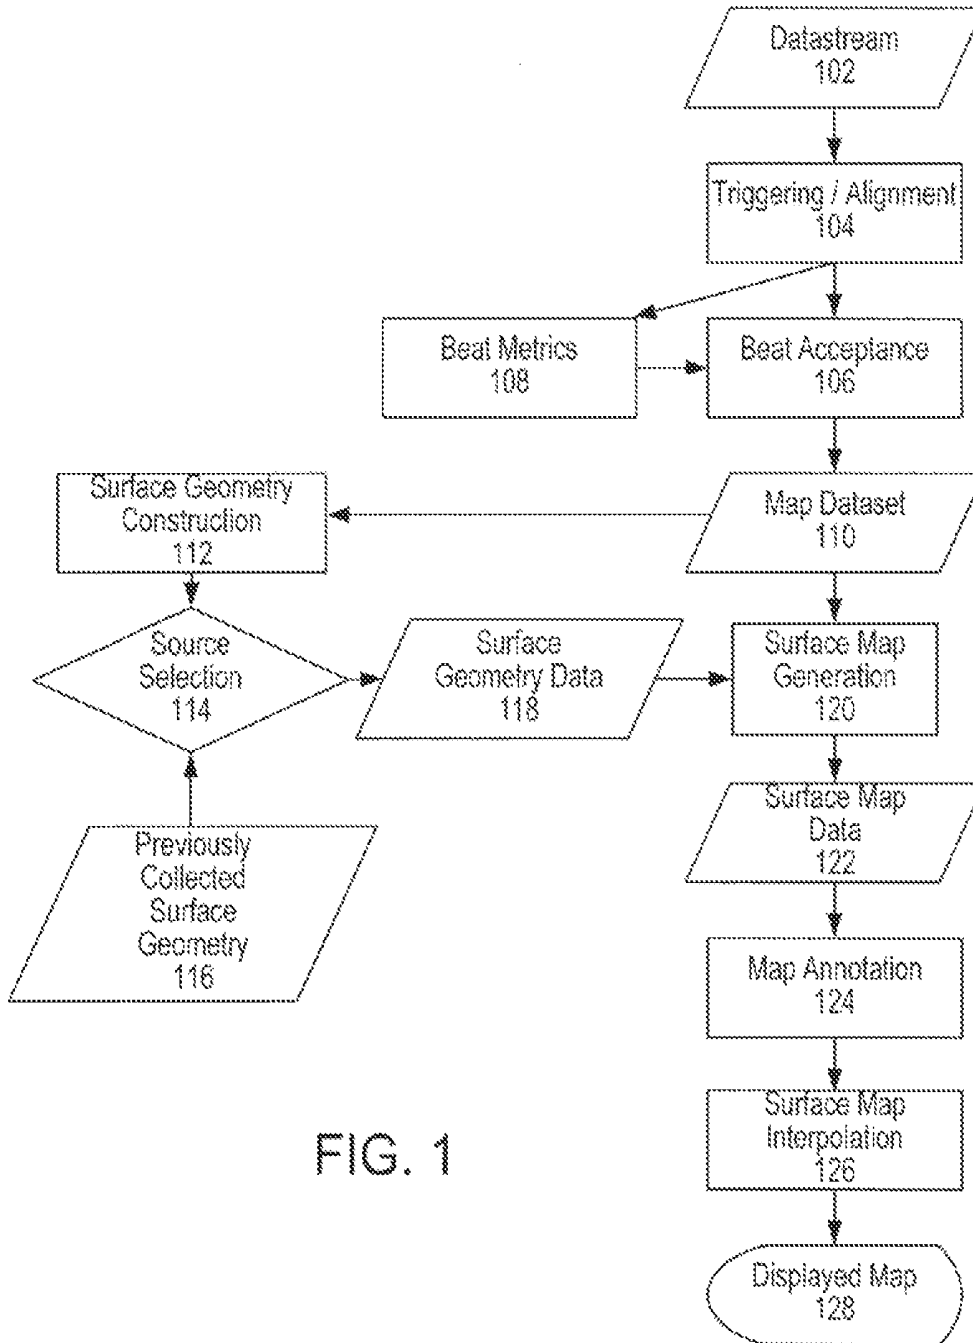 Datastream
102
Triggering / Alignment
104
Beat Metrics
108
Beat Acceptance
106
Surface Geometry
Construction
112
Map Dataset
110
Source
Selection
114
Surface
Geometry Data
118
Surface Map
Generation
120
Previously
Collected
Surface
Geometry
116
Surface Map
Data
122
Map Annotation
124
Surface Map
Interpolation
126
FIG. 1
Displayed Map
128